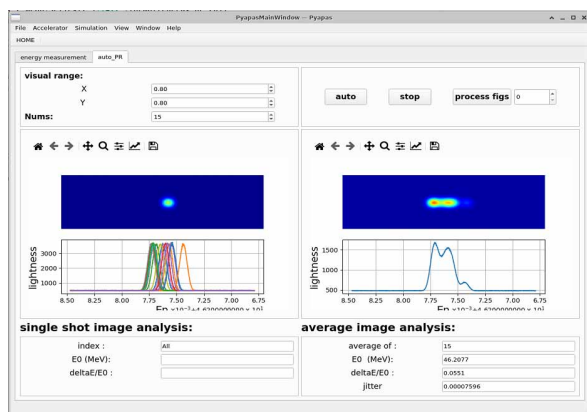 PyapasMainWindow — Pyapas
File Accelerator Simulation View Window Help
HOME
energy measurement auto_PR
visual range:
X 0.80
Y 0.80
Nums: 15
auto stop process figs 0
lightness
3000
2000
1000
8.50 8.25 8.00 7.75 7.50 7.25 7.00 6.75
lightness
1500
1000
500
8.50 8.25 8.00 7.75 7.50 7.25 7.00 6.75
single shot image analysis:
index : All
E0 (MeV):
deltaE/E0 :
average image analysis:
average of : 15
E0 (MeV): 46.2077
deltaE/E0 : 0.0551
jitter 0.00007596